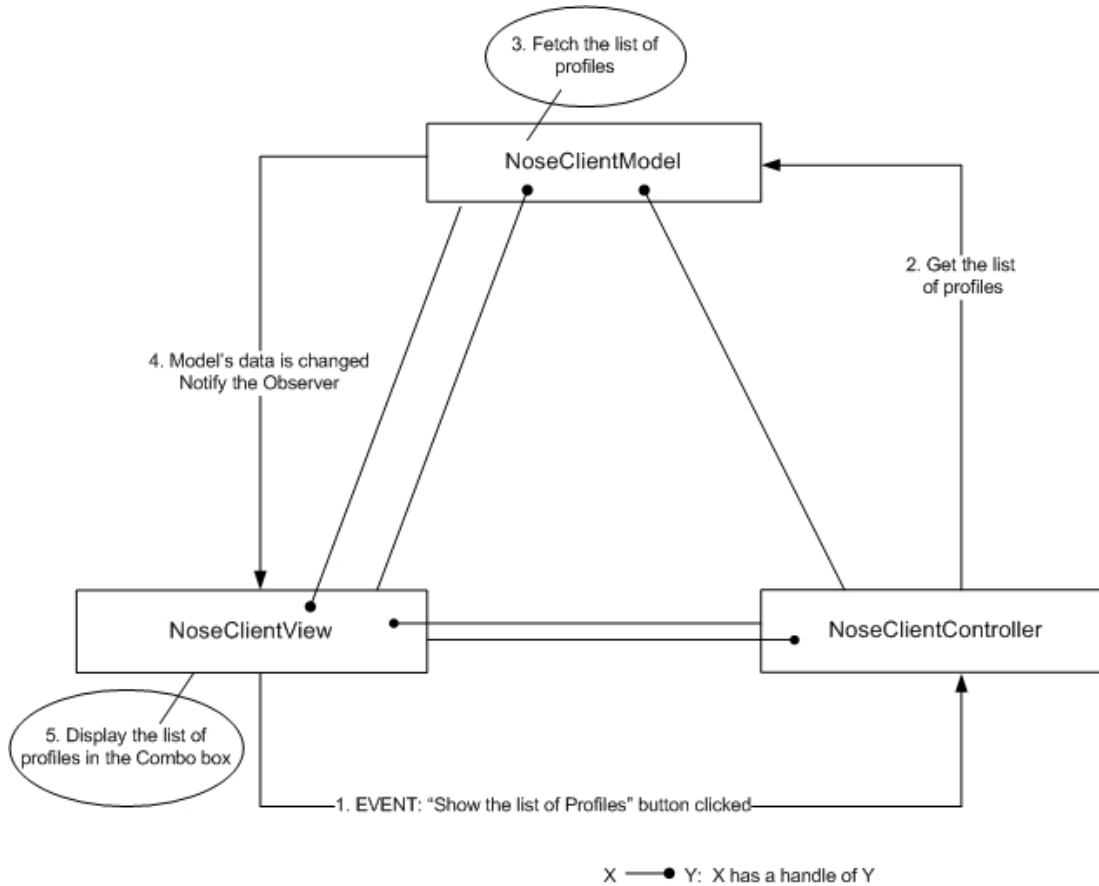 3. Fetch the list of
profiles
NoseClientModel
2. Get the list
of profiles
4. Model's data is changed
Notify the Observer
NoseClientView
NoseClientController
5. Display the list of
profiles in the Combo box
1. EVENT: “Show the list of Profiles” button clicked
X Y: X has a handle of Y